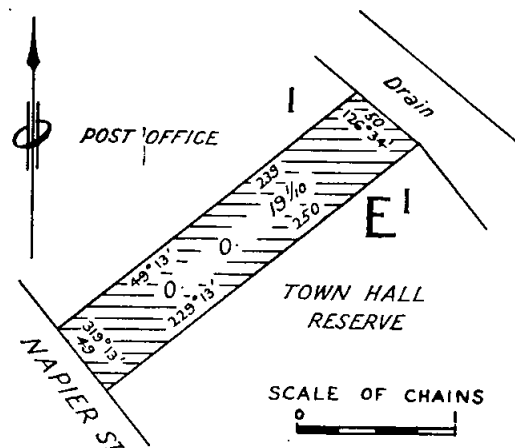 Drain
I
50
126°34'
POST OFFICE
239
19 1/10
250
E¹
0.
49°13'
0.
229°13'
TOWN HALL
RESERVE
319°13'
49
NAPIER ST
SCALE OF CHAINS
0
1